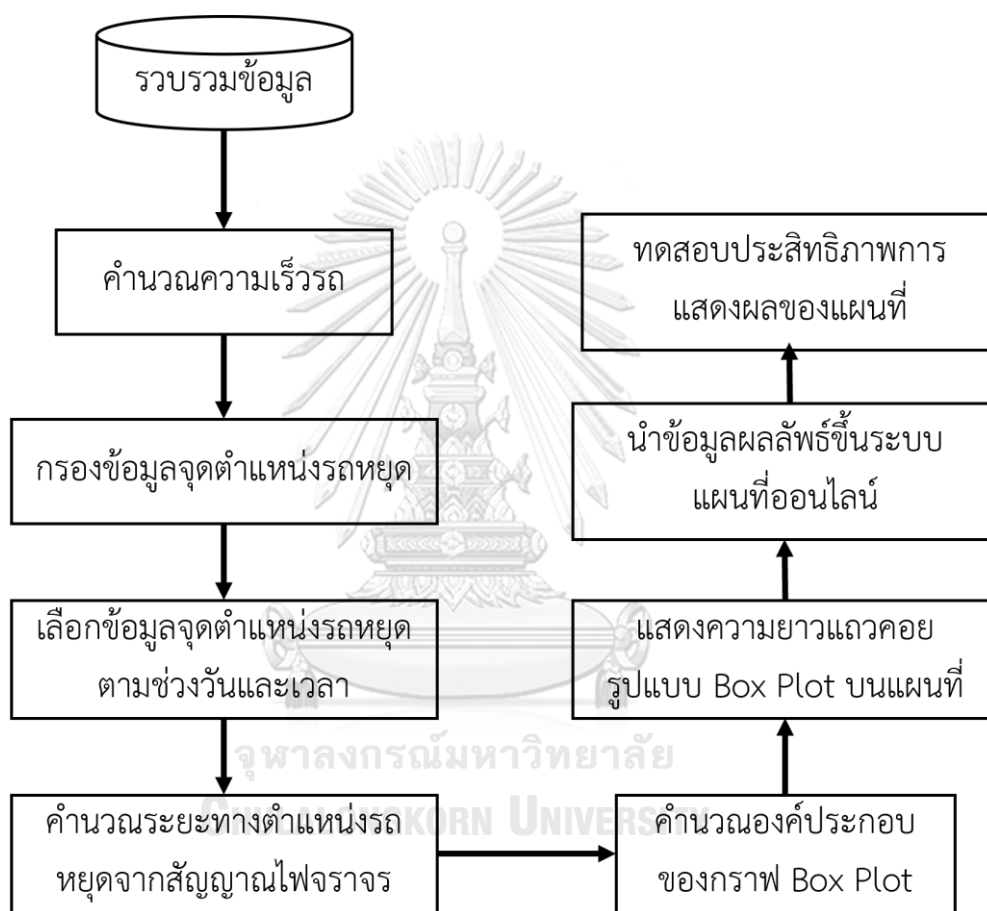 รวบรวมข้อมูล
คำนวณความเร็วรถ
กรองข้อมูลจุดตำแหน่งรถหยุด
เลือกข้อมูลจุดตำแหน่งรถหยุด
ตามช่วงวันและเวลา
คำนวณระยะทางตำแหน่งรถ
หยุดจากสัญญาณไฟจราจร
คำนวณองค์ประกอบ
ของกราฟ Box Plot
แสดงความยาวแถวคอย
รูปแบบ Box Plot บนแผนที่
นำข้อมูลผลลัพธ์ขึ้นระบบ
แผนที่ออนไลน์
ทดสอบประสิทธิภาพการ
แสดงผลของแผนที่
จุฬาลงกรณ์มหาวิทยาลัย
CHULALONGKORN UNIVERSITY